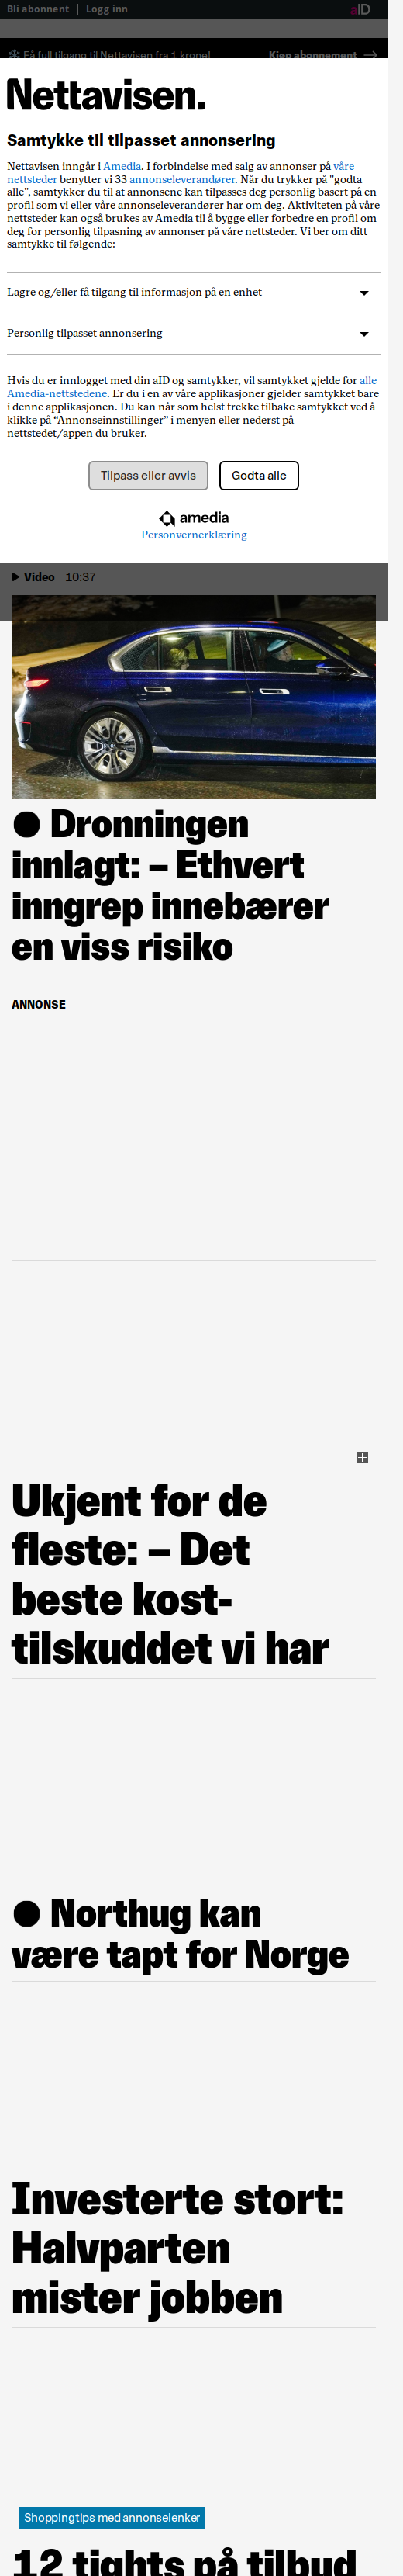 Bli abonnent | Logg inn
aID
❄ Få full tilgang til Nettavisen fra 1 krone!
Kjøp abonnement →
Nettavisen.
Samtykke til tilpasset annonsering
Nettavisen inngår i Amedia. I forbindelse med salg av annonser på våre
nettsteder benytter vi 33 annonseleverandører. Når du trykker på "godta
alle", samtykker du til at annonsene kan tilpasses deg personlig basert på en
profil som vi eller våre annonseleverandører har om deg. Aktiviteten på våre
nettsteder kan også brukes av Amedia til å bygge eller forbedre en profil om
deg for personlig tilpasning av annonser på våre nettsteder. Vi ber om ditt
samtykke til følgende:
Lagre og/eller få tilgang til informasjon på en enhet
Personlig tilpasset annonsering
Hvis du er innlogget med din aID og samtykker, vil samtykket gjelde for alle
Amedia-nettstedene. Er du i en av våre applikasjoner gjelder samtykket bare
i denne applikasjonen. Du kan når som helst trekke tilbake samtykket ved å
klikke på “Annonseinnstillinger” i menyen eller nederst på
nettstedet/appen du bruker.
Tilpass eller avvis
Godta alle
amedia
Personvernerklæring
Video | 10:37
● Dronningen
innlagt: – Ethvert
inngrep innebærer
en viss risiko
ANNONSE
Ukjent for de
fleste: – Det
beste kost-
tilskuddet vi har
● Northug kan
være tapt for Norge
Investerte stort:
Halvparten
mister jobben
Shoppingtips med annonselenker
12 tights på tilbud